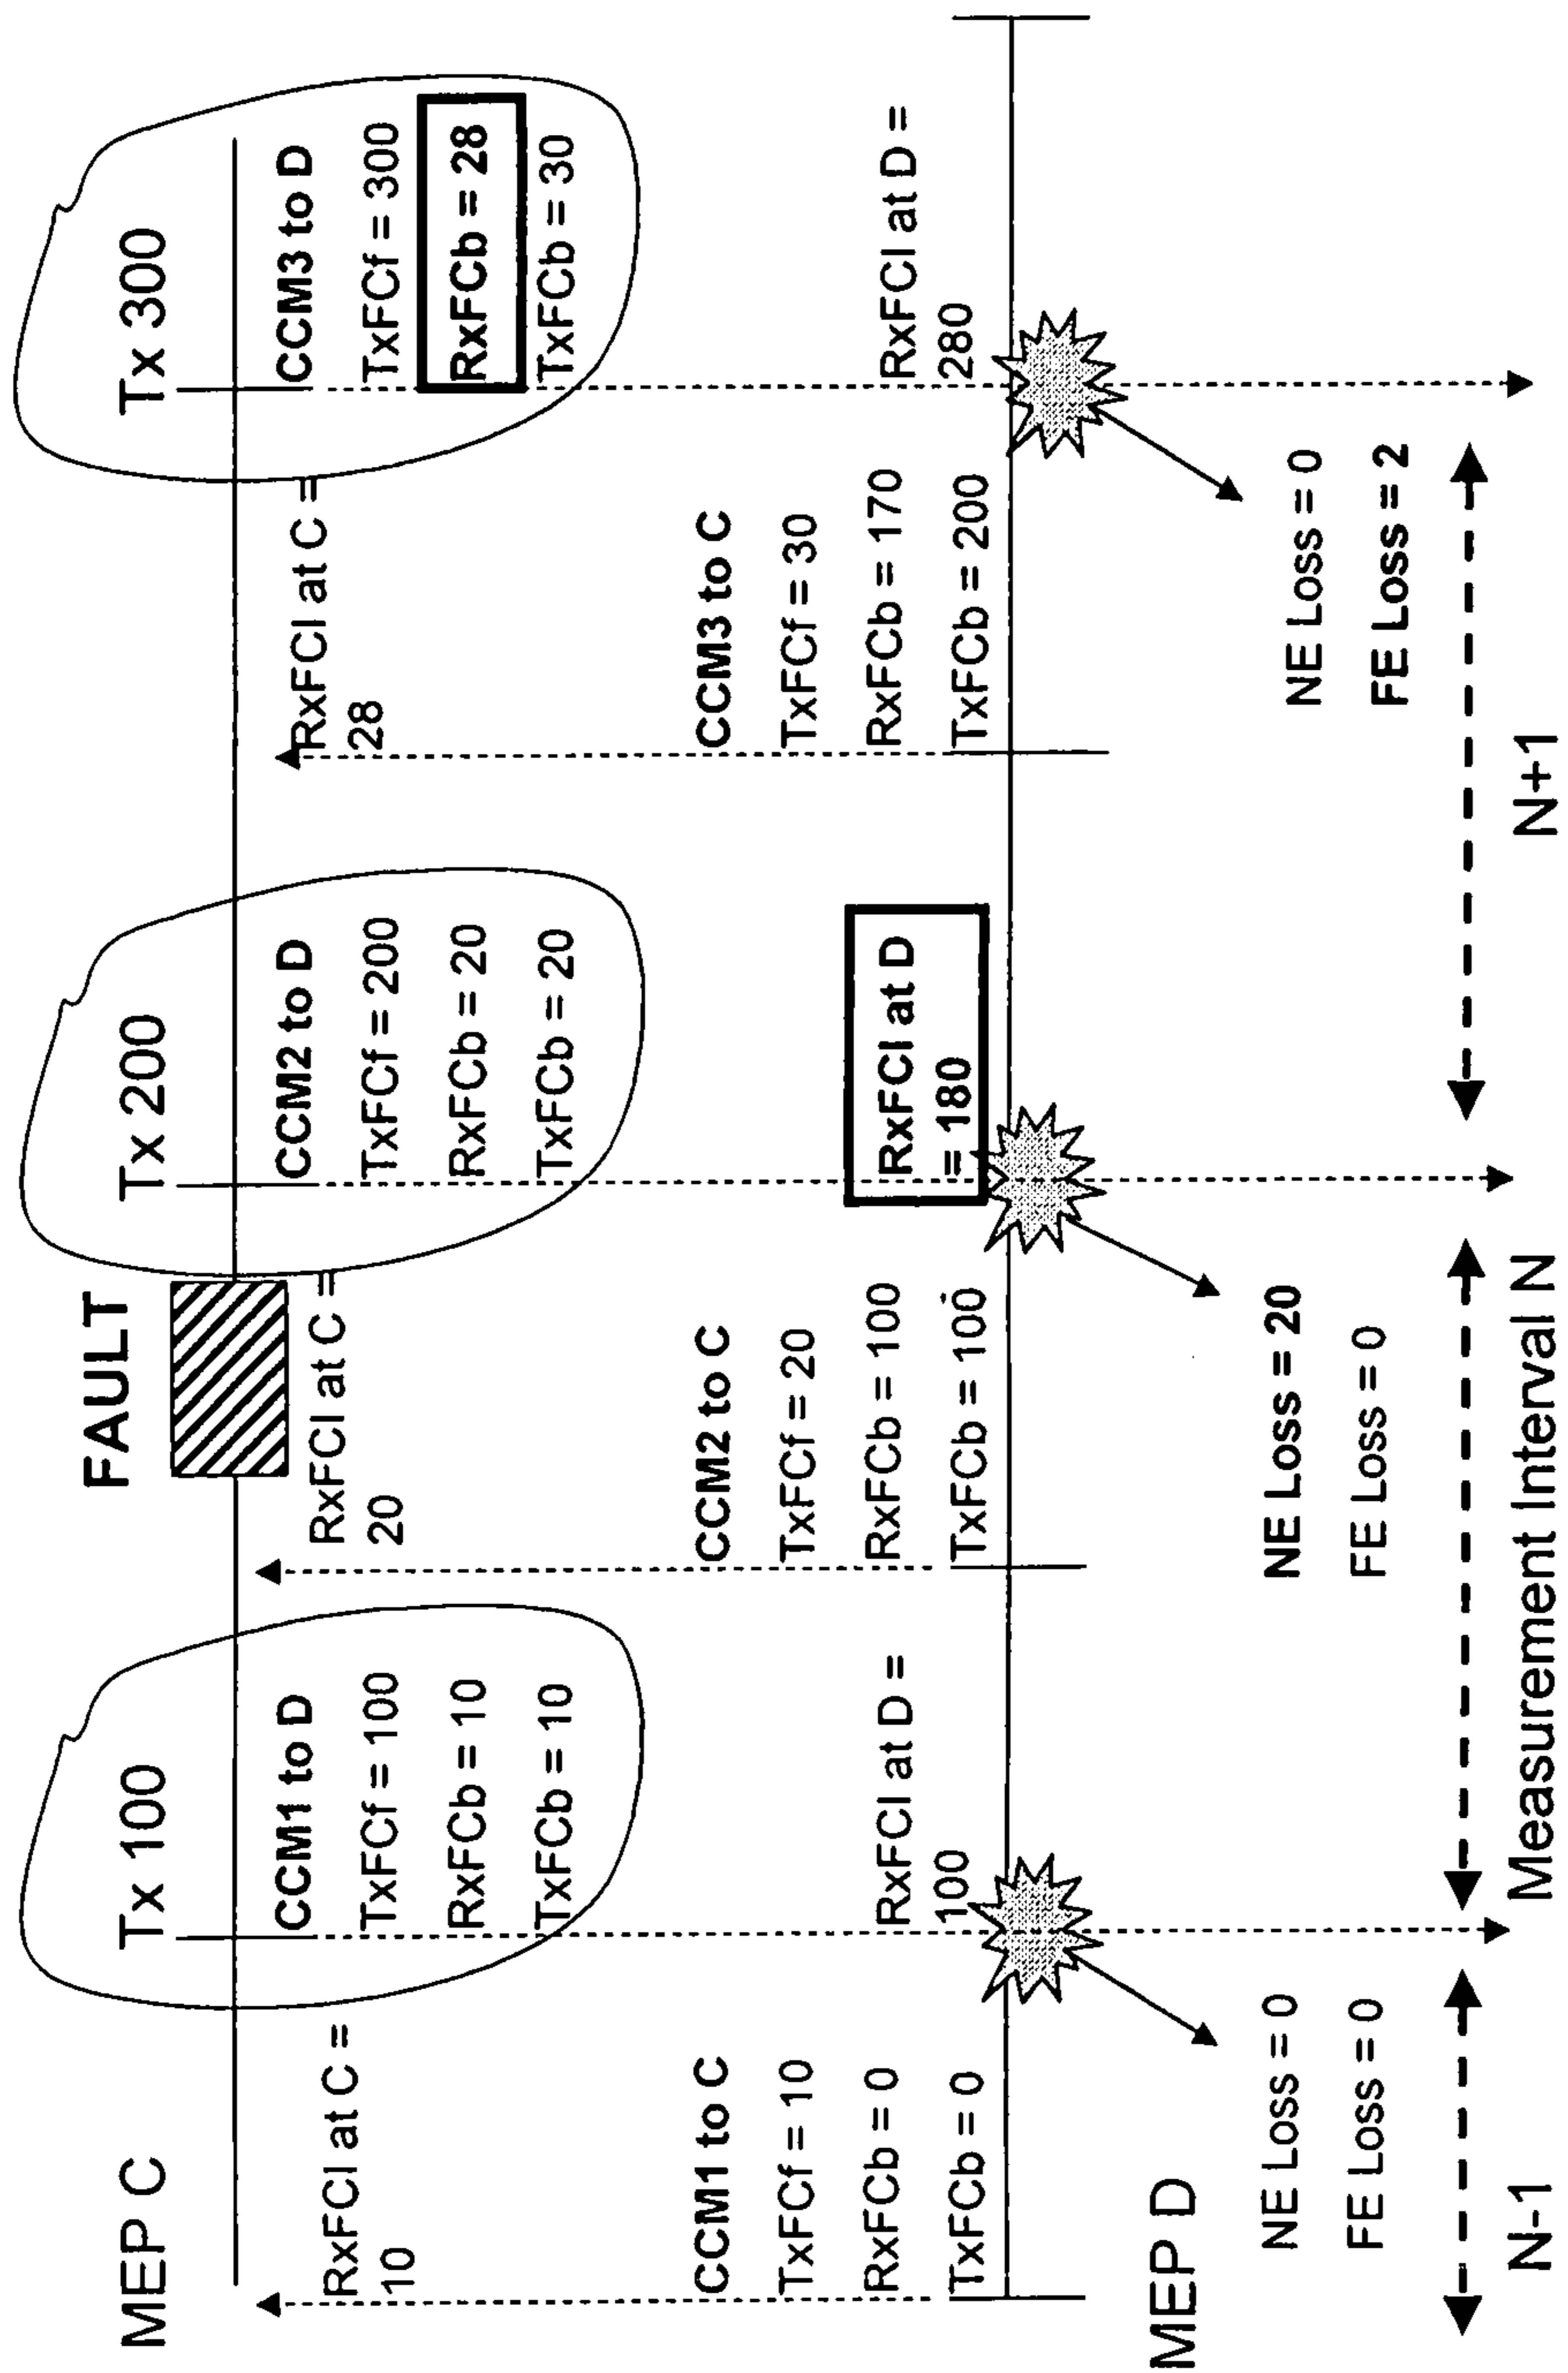 MEP C
Tx 100
FAULT
Tx 200
Tx 300
RxFCl at C =
10
CCM1 to D
TxFCf = 100
RxFCb = 10
TxFCb = 10
RxFCl at C =
20
CCM2 to D
TxFCf = 200
RxFCb = 20
TxFCb = 20
RxFCl at C =
28
CCM3 to D
TxFCf = 300
RxFCb = 28
TxFCb = 30
CCM1 to C
TxFCf = 10
RxFCb = 0
TxFCb = 0
RxFCl at D =
100
CCM2 to C
TxFCf = 20
RxFCb = 100
TxFCb = 100
RxFCl at D
= 180
CCM3 to C
TxFCf = 30
RxFCb = 170
TxFCb = 200
RxFCl at D =
280
MEP D
NE Loss = 0
FE Loss = 0
NE Loss = 20
FE Loss = 0
NE Loss = 0
FE Loss = 2
N-1
Measurement Interval N
N+1